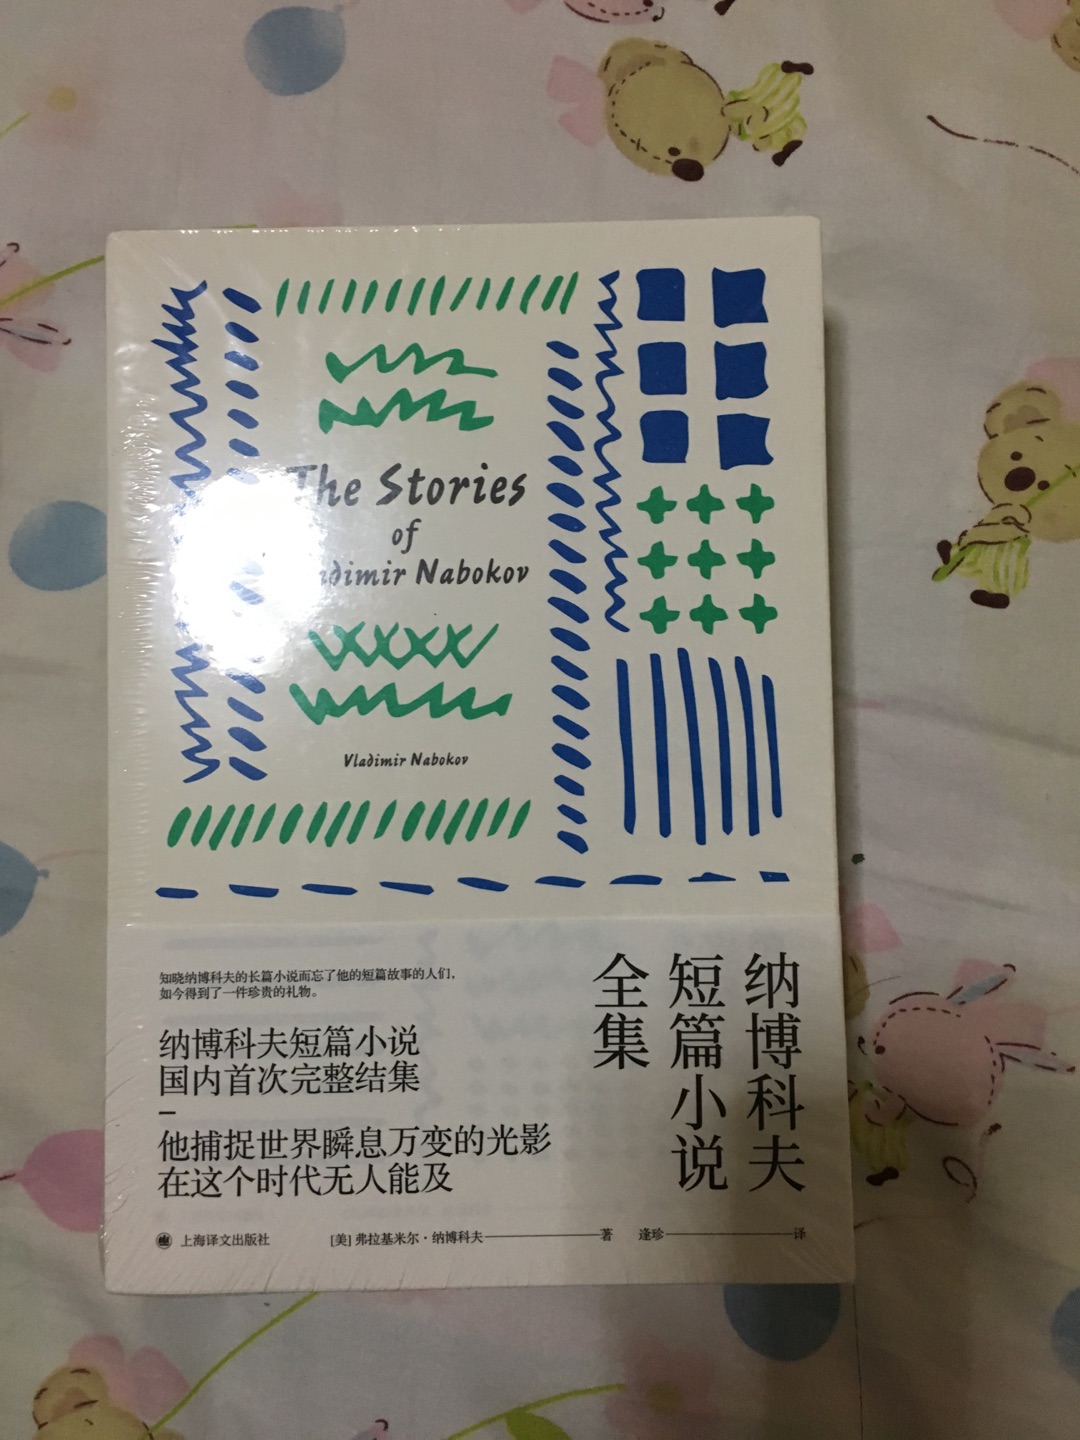 The Stories
of
Vladimir Nabokov
Vladimir Nabokov
纳博科夫
短篇小说
全集
知晓纳博科夫的长篇小说而忘了他的短篇故事的人们，
如今得到了一件珍贵的礼物。
纳博科夫短篇小说
国内首次完整结集
他捕捉世界瞬息万变的光影
在这个时代无人能及
上海译文出版社 [美] 弗拉基米尔·纳博科夫 著 逢珍 译